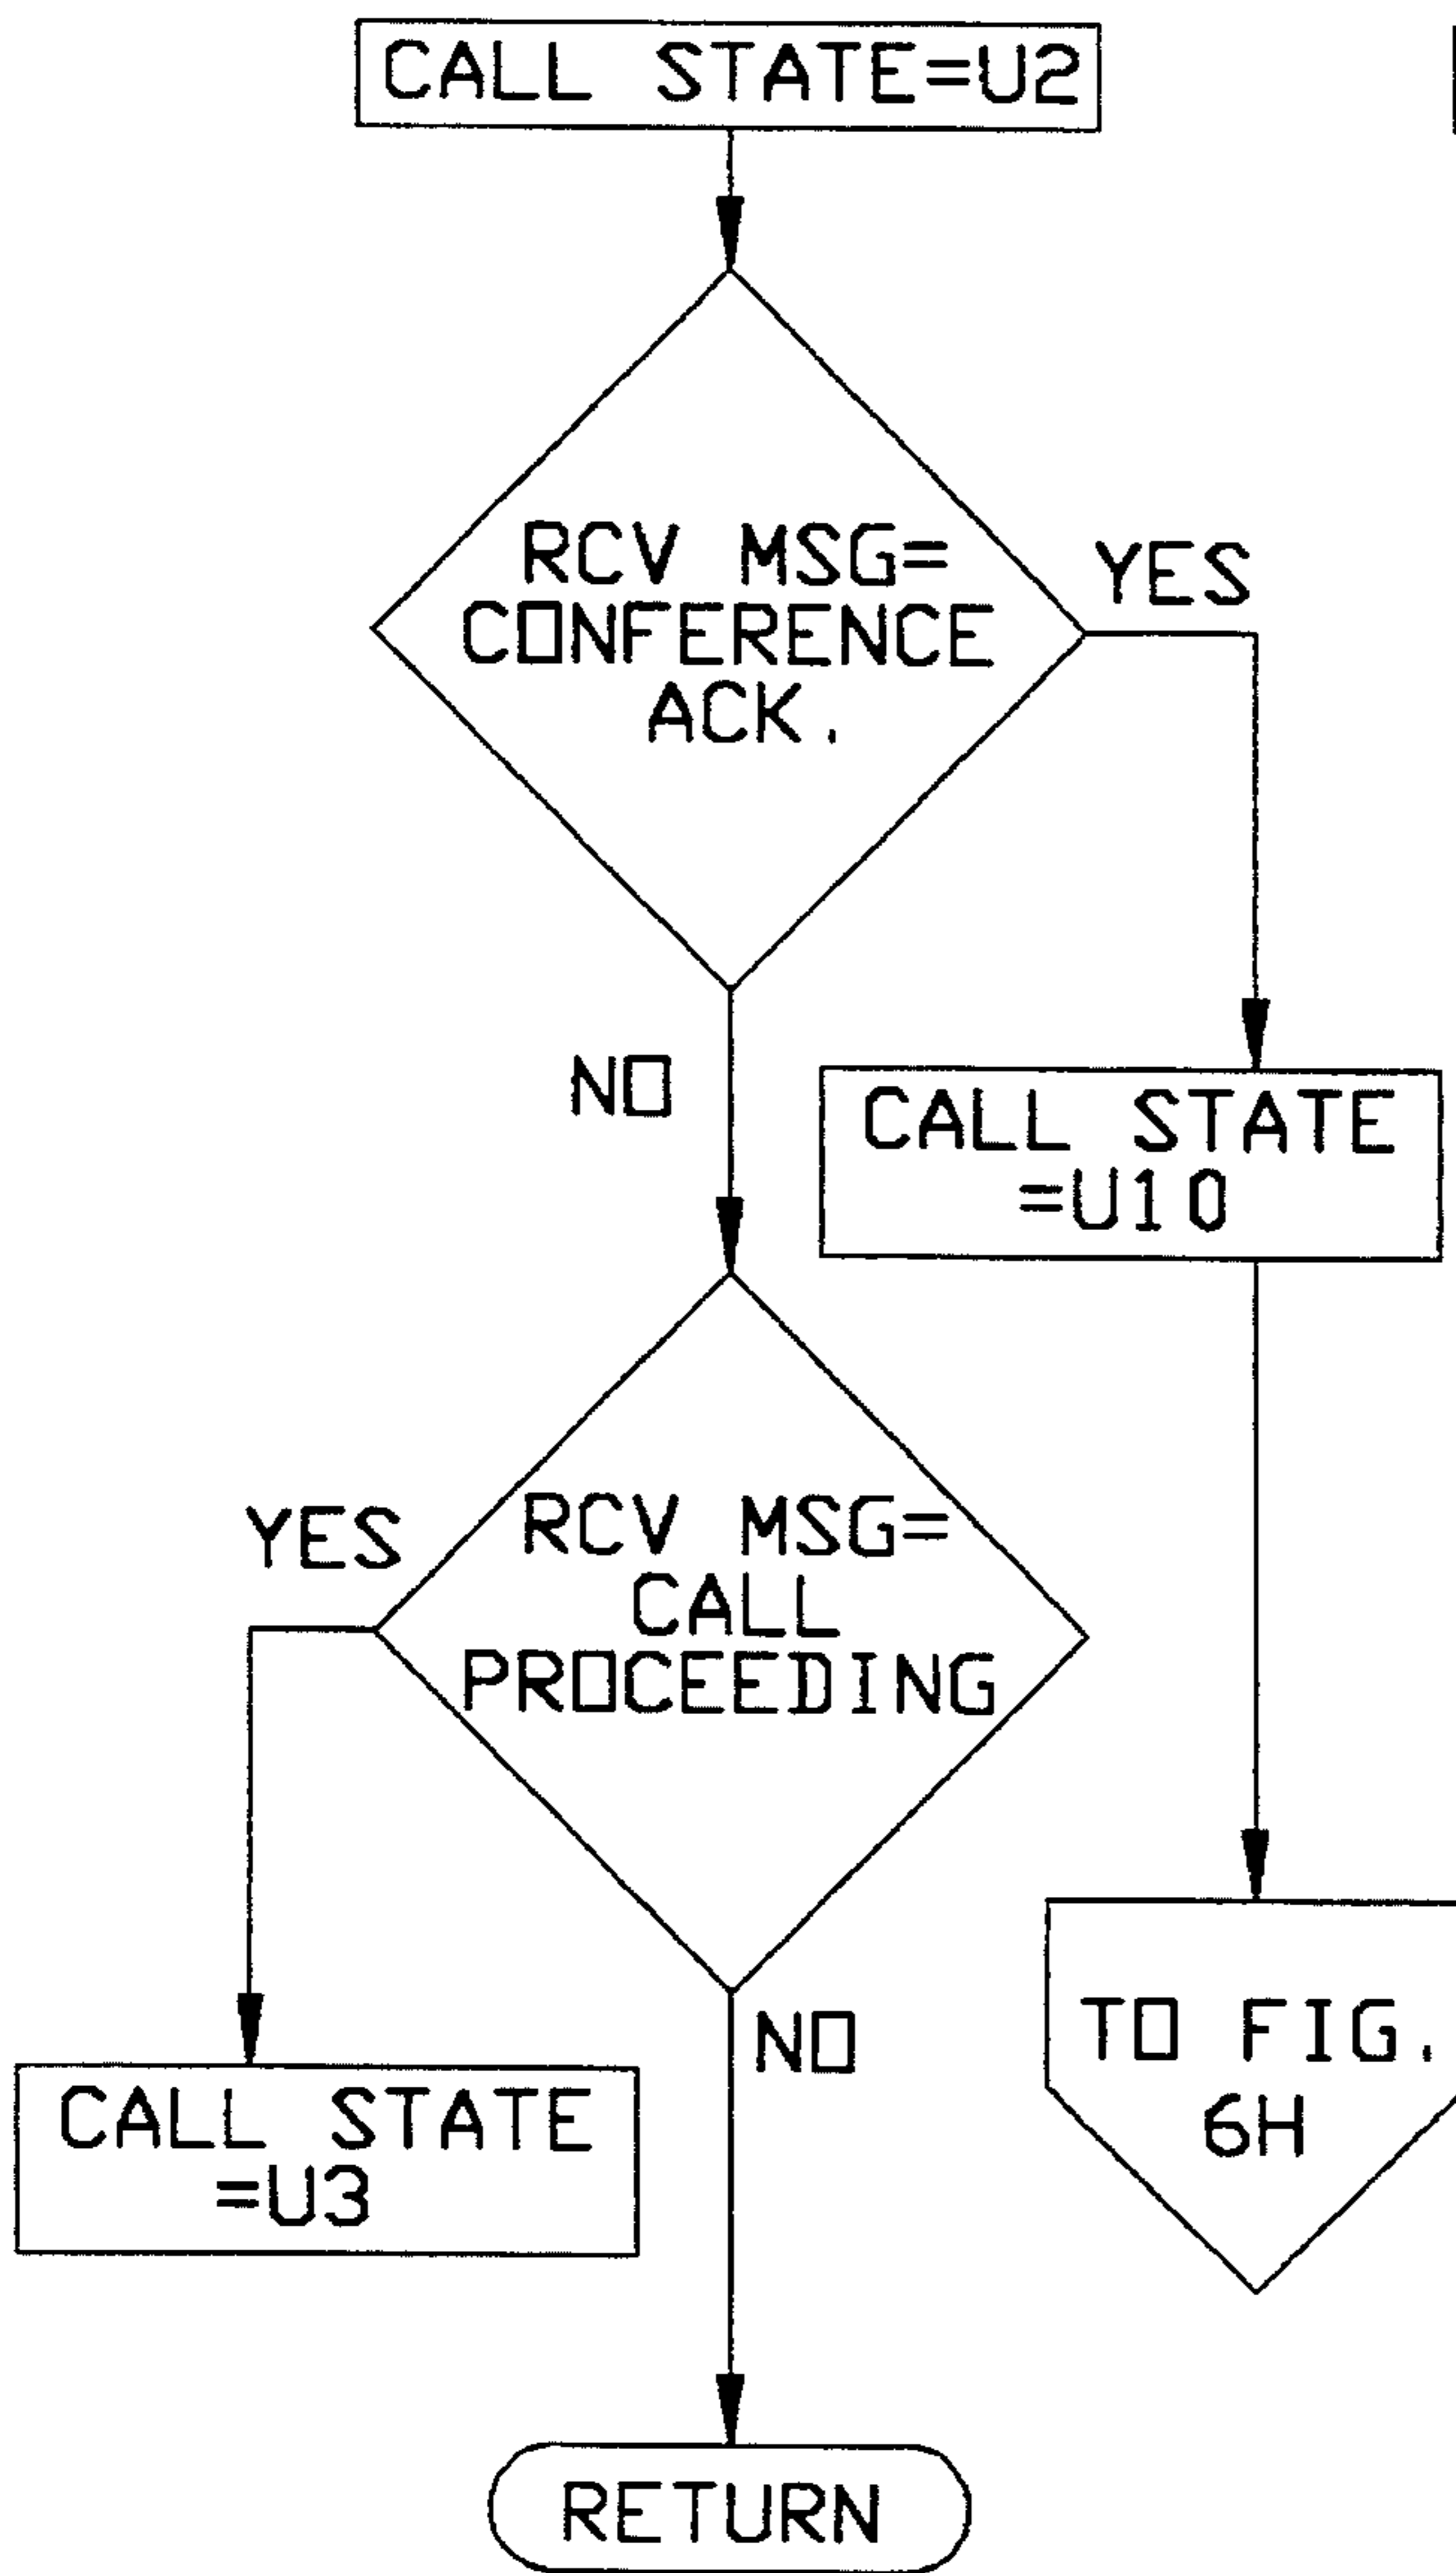 CALL STATE=U2
RCV MSG=
CONFERENCE
ACK.
YES
NO
CALL STATE
=U10
YES
RCV MSG=
CALL
PROCEEDING
NO
TO FIG.
6H
CALL STATE
=U3
RETURN